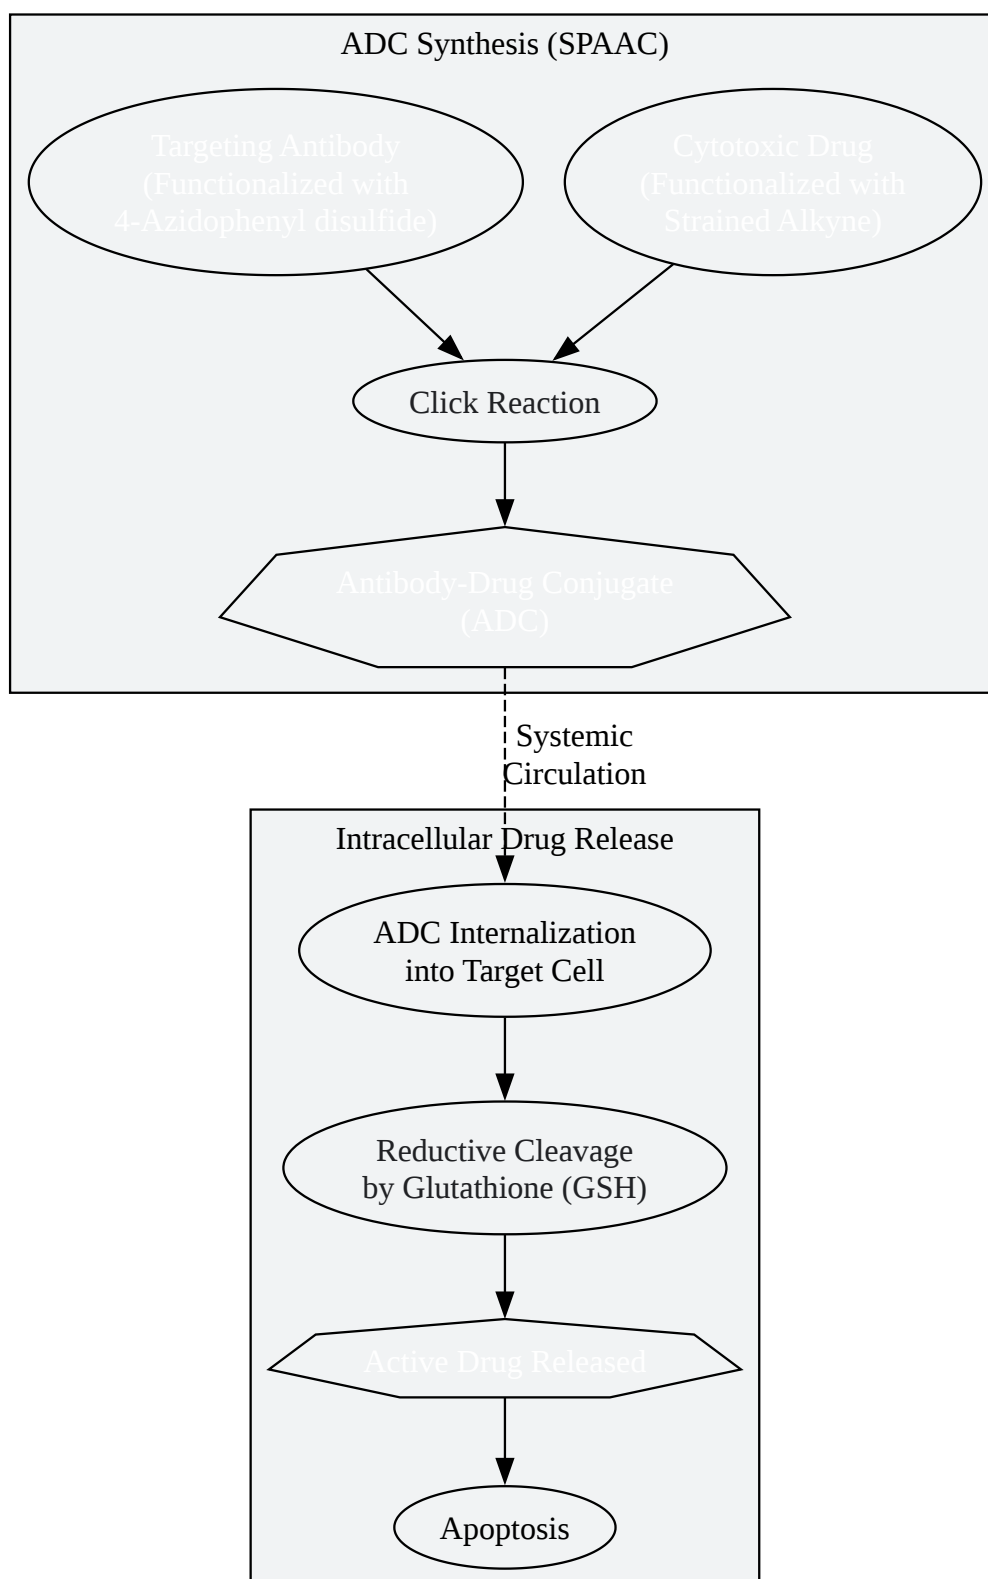 ADC Synthesis (SPAAC)
Targeting Antibody
(Functionalized with
4-Azidophenyl disulfide)
Cytotoxic Drug
(Functionalized with
Strained Alkyne)
Click Reaction
Antibody-Drug Conjugate
(ADC)
Systemic
Circulation
Intracellular Drug Release
ADC Internalization
into Target Cell
Reductive Cleavage
by Glutathione (GSH)
Active Drug Released
Apoptosis